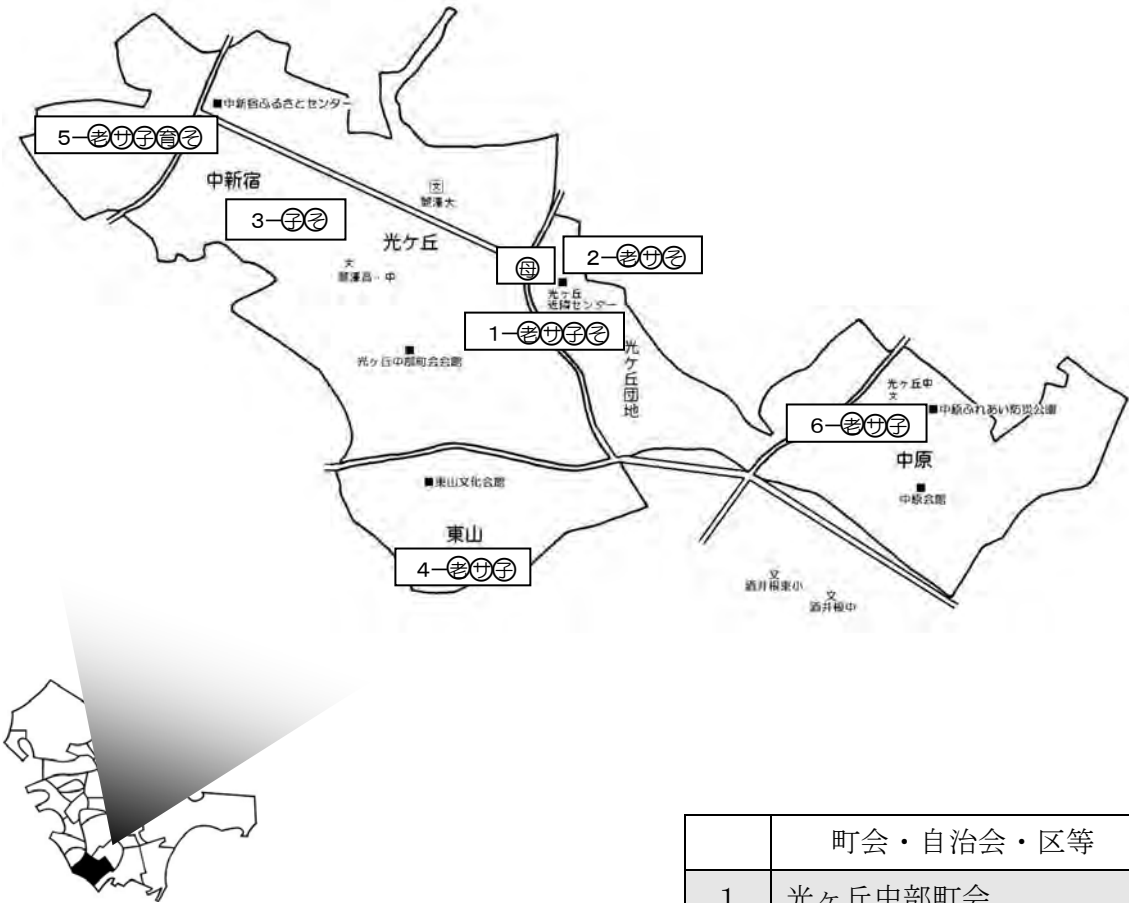 ■中新宿ふるさとセンター
5―㊇サ子育そ
中新宿
文
麗澤大
3―子そ
光ケ丘
文
麗澤高・中
母
2―老サそ
■
光ヶ丘
近隣センター
1―老サ子そ
■
光ヶ丘中部町会会館
光ケ丘団地
光ヶ丘中
文
■中原ふれあい防災公園
6―老サ子
中原
■
中原会館
■東山文化会館
東山
4―老サ子
文
酒井根東小
文
酒井根中
町会・自治会・区等
1
光ヶ丘中部町会